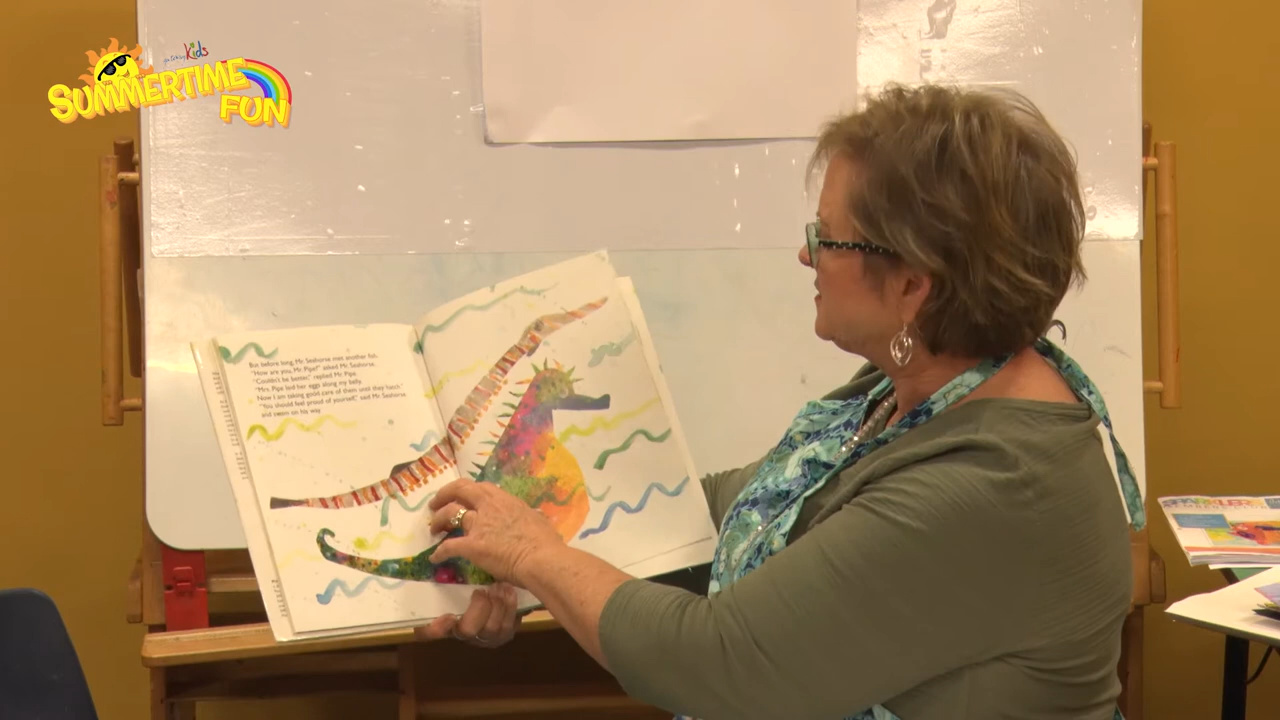 Kids
SUMMERTIME
FUN
But before long, Mr. Seahorse met another fish.
"How are you, Mr. Pipe?" asked Mr. Seahorse.
"Couldn't be better," replied Mr. Pipe.
"Mrs. Pipe laid her eggs along my belly.
Now I am taking good care of them until they hatch."
"You should feel proud of yourself," said Mr. Seahorse
and swam on his way.